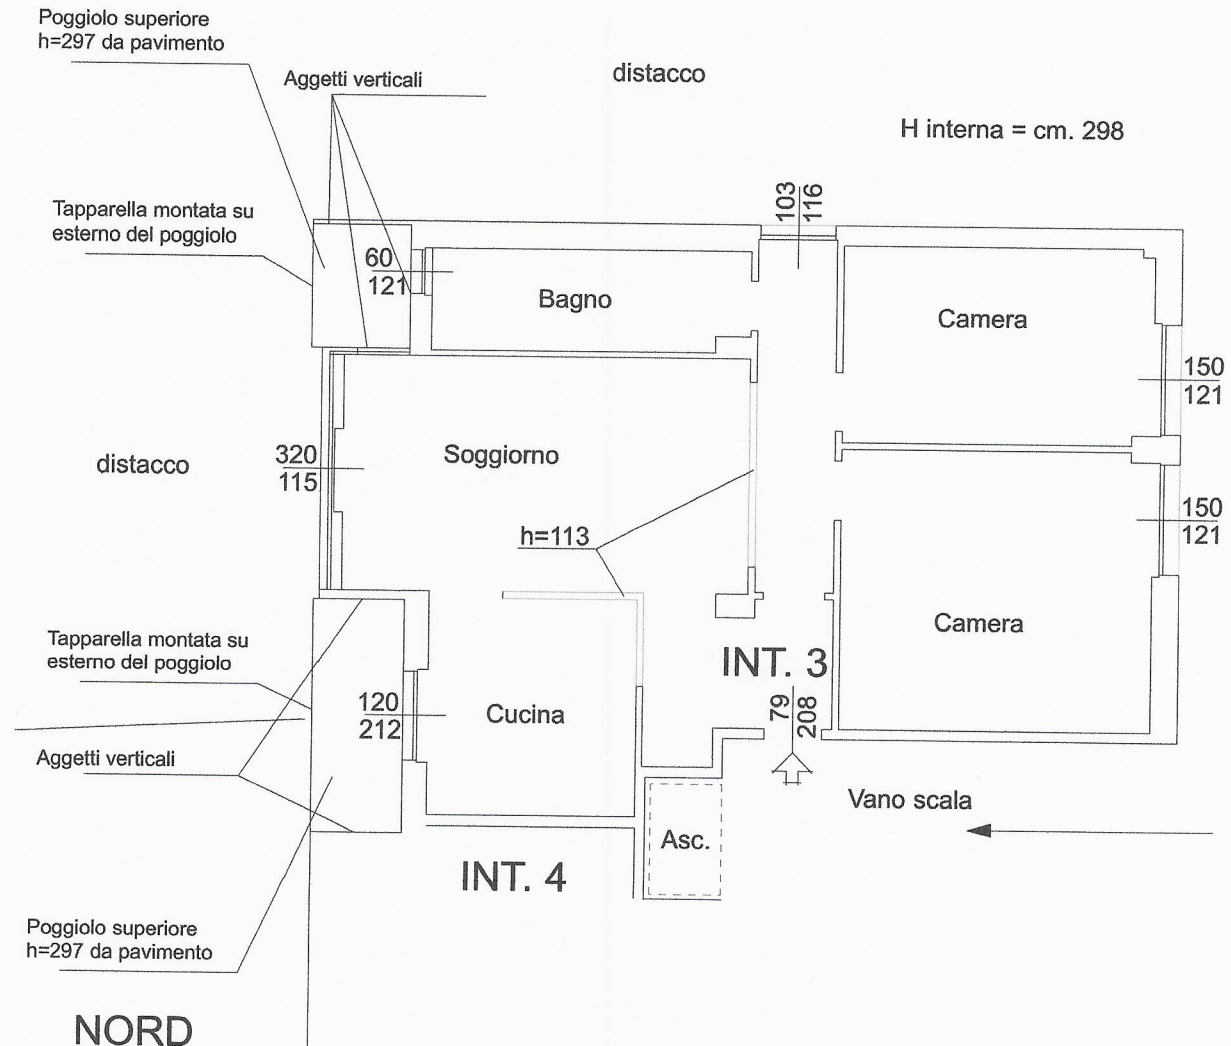 Poggiolo superiore
h=297 da pavimento
Aggetti verticali
distacco
H interna = cm. 298
Tapparella montata su
esterno del poggiolo
103
116
60
121
Bagno
Camera
150
121
distacco
320
115
Soggiorno
h=113
150
121
Camera
Tapparella montata su
esterno del poggiolo
INT. 3
120
212
Cucina
79
208
Aggetti verticali
Vano scala
Asc.
INT. 4
Poggiolo superiore
h=297 da pavimento
NORD